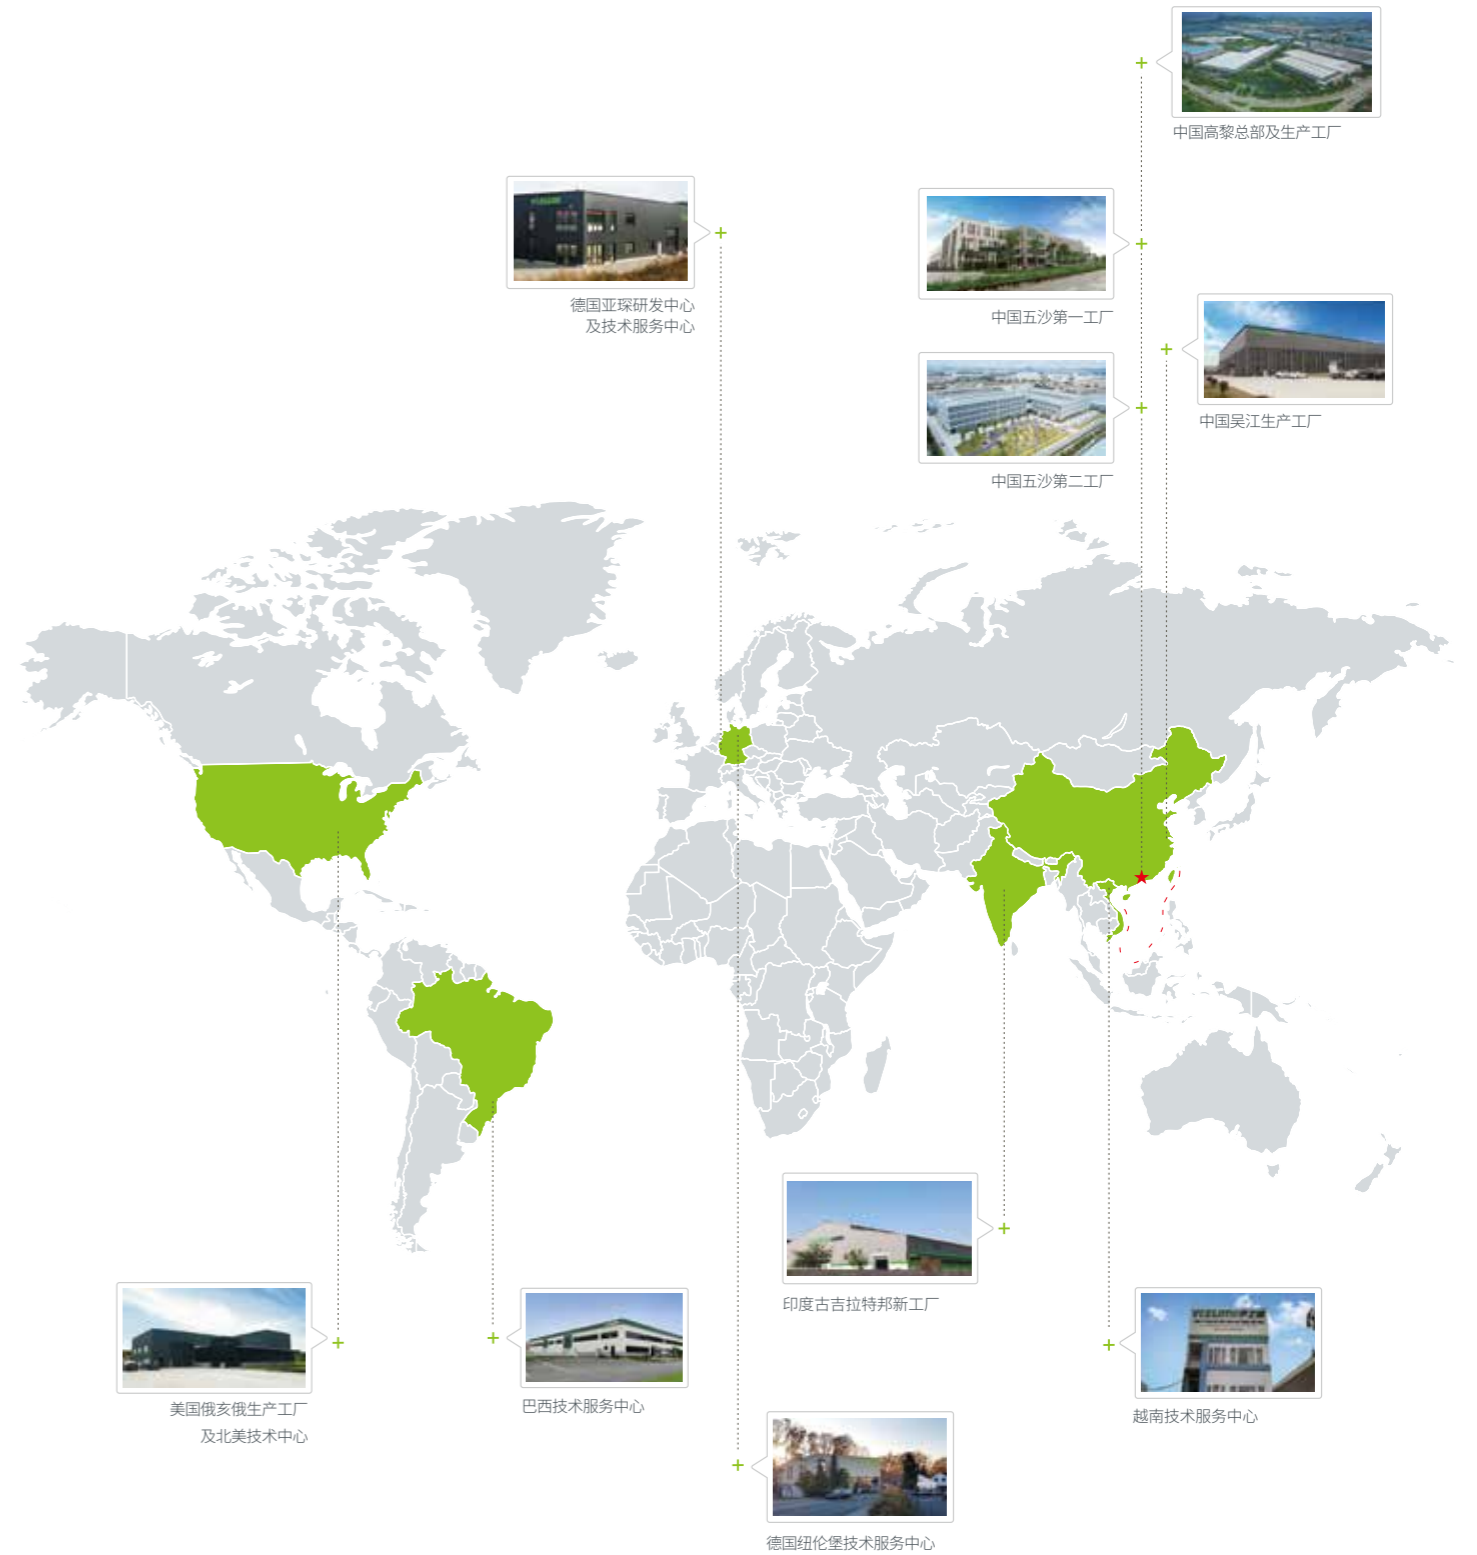 中国高黎总部及生产工厂
德国亚琛研发中心
及技术服务中心
中国五沙第一工厂
中国吴江生产工厂
中国五沙第二工厂
印度古吉拉特邦新工厂
美国俄亥俄生产工厂
及北美技术中心
巴西技术服务中心
越南技术服务中心
德国纽伦堡技术服务中心